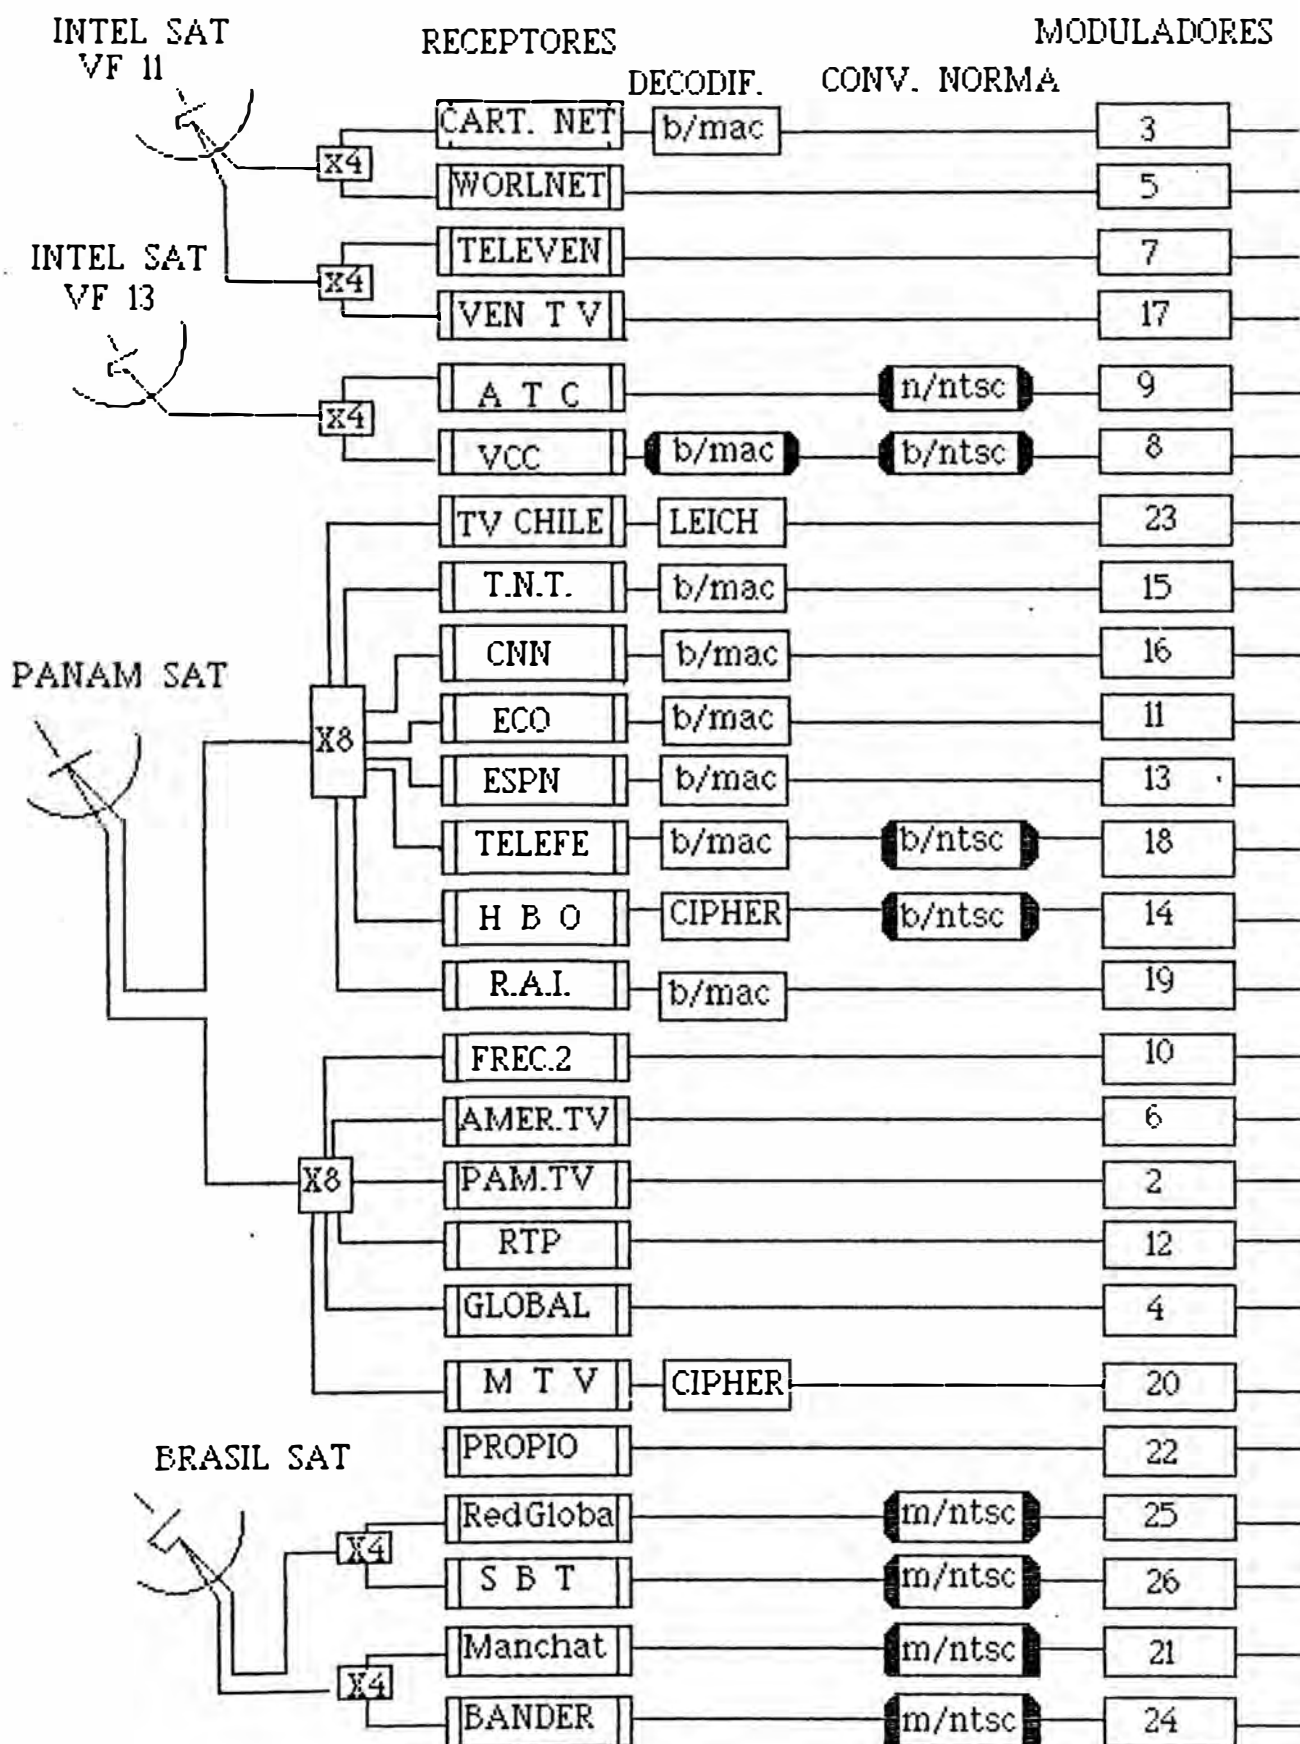 INTEL SAT
VF 11
RECEPTORES
MODULADORES
DECODIF.
CONV. NORMA
CART. NET b/mac 3
X4
WORLNET 5
INTEL SAT
VF 13
TELEVEN 7
X4
VEN T V 17
A T C n/ntsc 9
X4
VCC b/mac b/ntsc 8
TV CHILE LEICH 23
T.N.T. b/mac 15
CNN b/mac 16
PANAM SAT
ECO b/mac 11
X8
ESPN b/mac 13
TELEFE b/mac b/ntsc 18
H B O CIPHER b/ntsc 14
R.A.I. b/mac 19
FREC.2 10
AMER.TV 6
X8
PAM.TV 2
RTP 12
GLOBAL 4
M T V CIPHER 20
BRASIL SAT
PROPIO 22
RedGloba m/ntsc 25
X4
S B T m/ntsc 26
Manchat m/ntsc 21
X4
BANDER m/ntsc 24